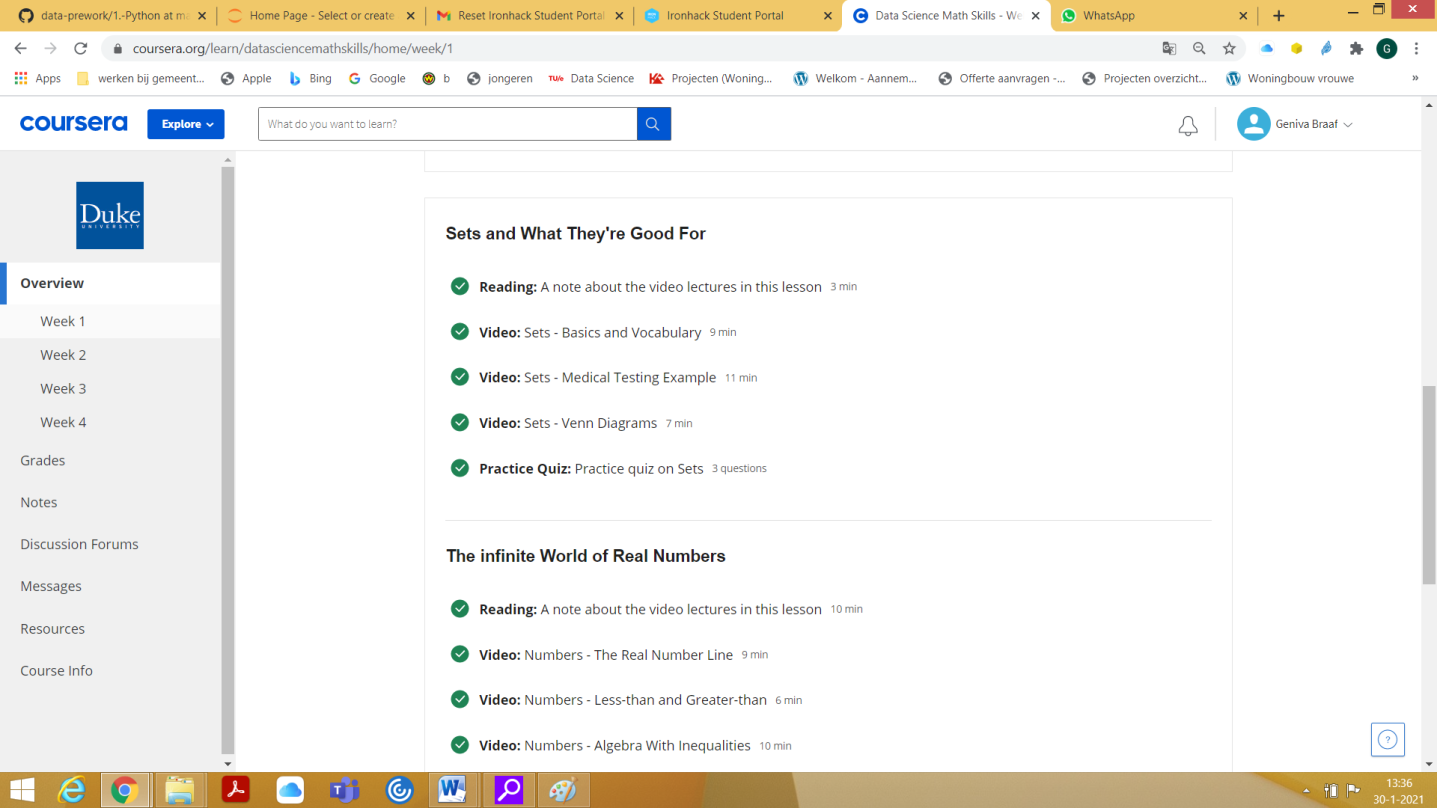 data-prework/1.-Python at ma
Home Page - Select or create
Reset Ironhack Student Portal
Ironhack Student Portal
Data Science Math Skills - We
WhatsApp
coursera.org/learn/datasciencemathskills/home/week/1
G
Apps
werken bij gemeent...
Apple
Bing
Google
b
jongeren
TU/e Data Science
Projecten (Woning...
Welkom - Aannem...
Offerte aanvragen -...
Projecten overzicht...
Woningbouw vrouwe
»
coursera
Explore
What do you want to learn?
Geniva Braaf
Duke
UNIVERSITY
Overview
Week 1
Week 2
Week 3
Week 4
Grades
Notes
Discussion Forums
Messages
Resources
Course Info
Sets and What They're Good For
Reading: A note about the video lectures in this lesson 3 min
Video: Sets - Basics and Vocabulary 9 min
Video: Sets - Medical Testing Example 11 min
Video: Sets - Venn Diagrams 7 min
Practice Quiz: Practice quiz on Sets 3 questions
The infinite World of Real Numbers
Reading: A note about the video lectures in this lesson 10 min
Video: Numbers - The Real Number Line 9 min
Video: Numbers - Less-than and Greater-than 6 min
Video: Numbers - Algebra With Inequalities 10 min
?
13:36
30-1-2021